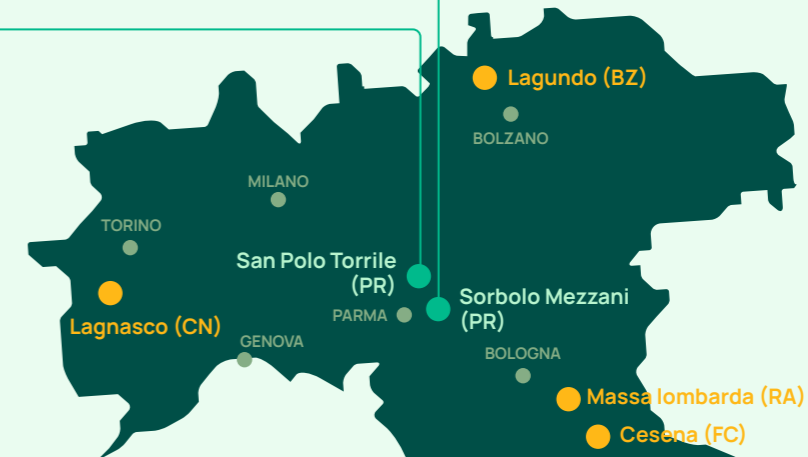 Lagundo (BZ)
BOLZANO
MILANO
TORINO
San Polo Torrile
(PR)
Sorbolo Mezzani
(PR)
PARMA
Lagnasco (CN)
GENOVA
BOLOGNA
Massa lombarda (RA)
Cesena (FC)